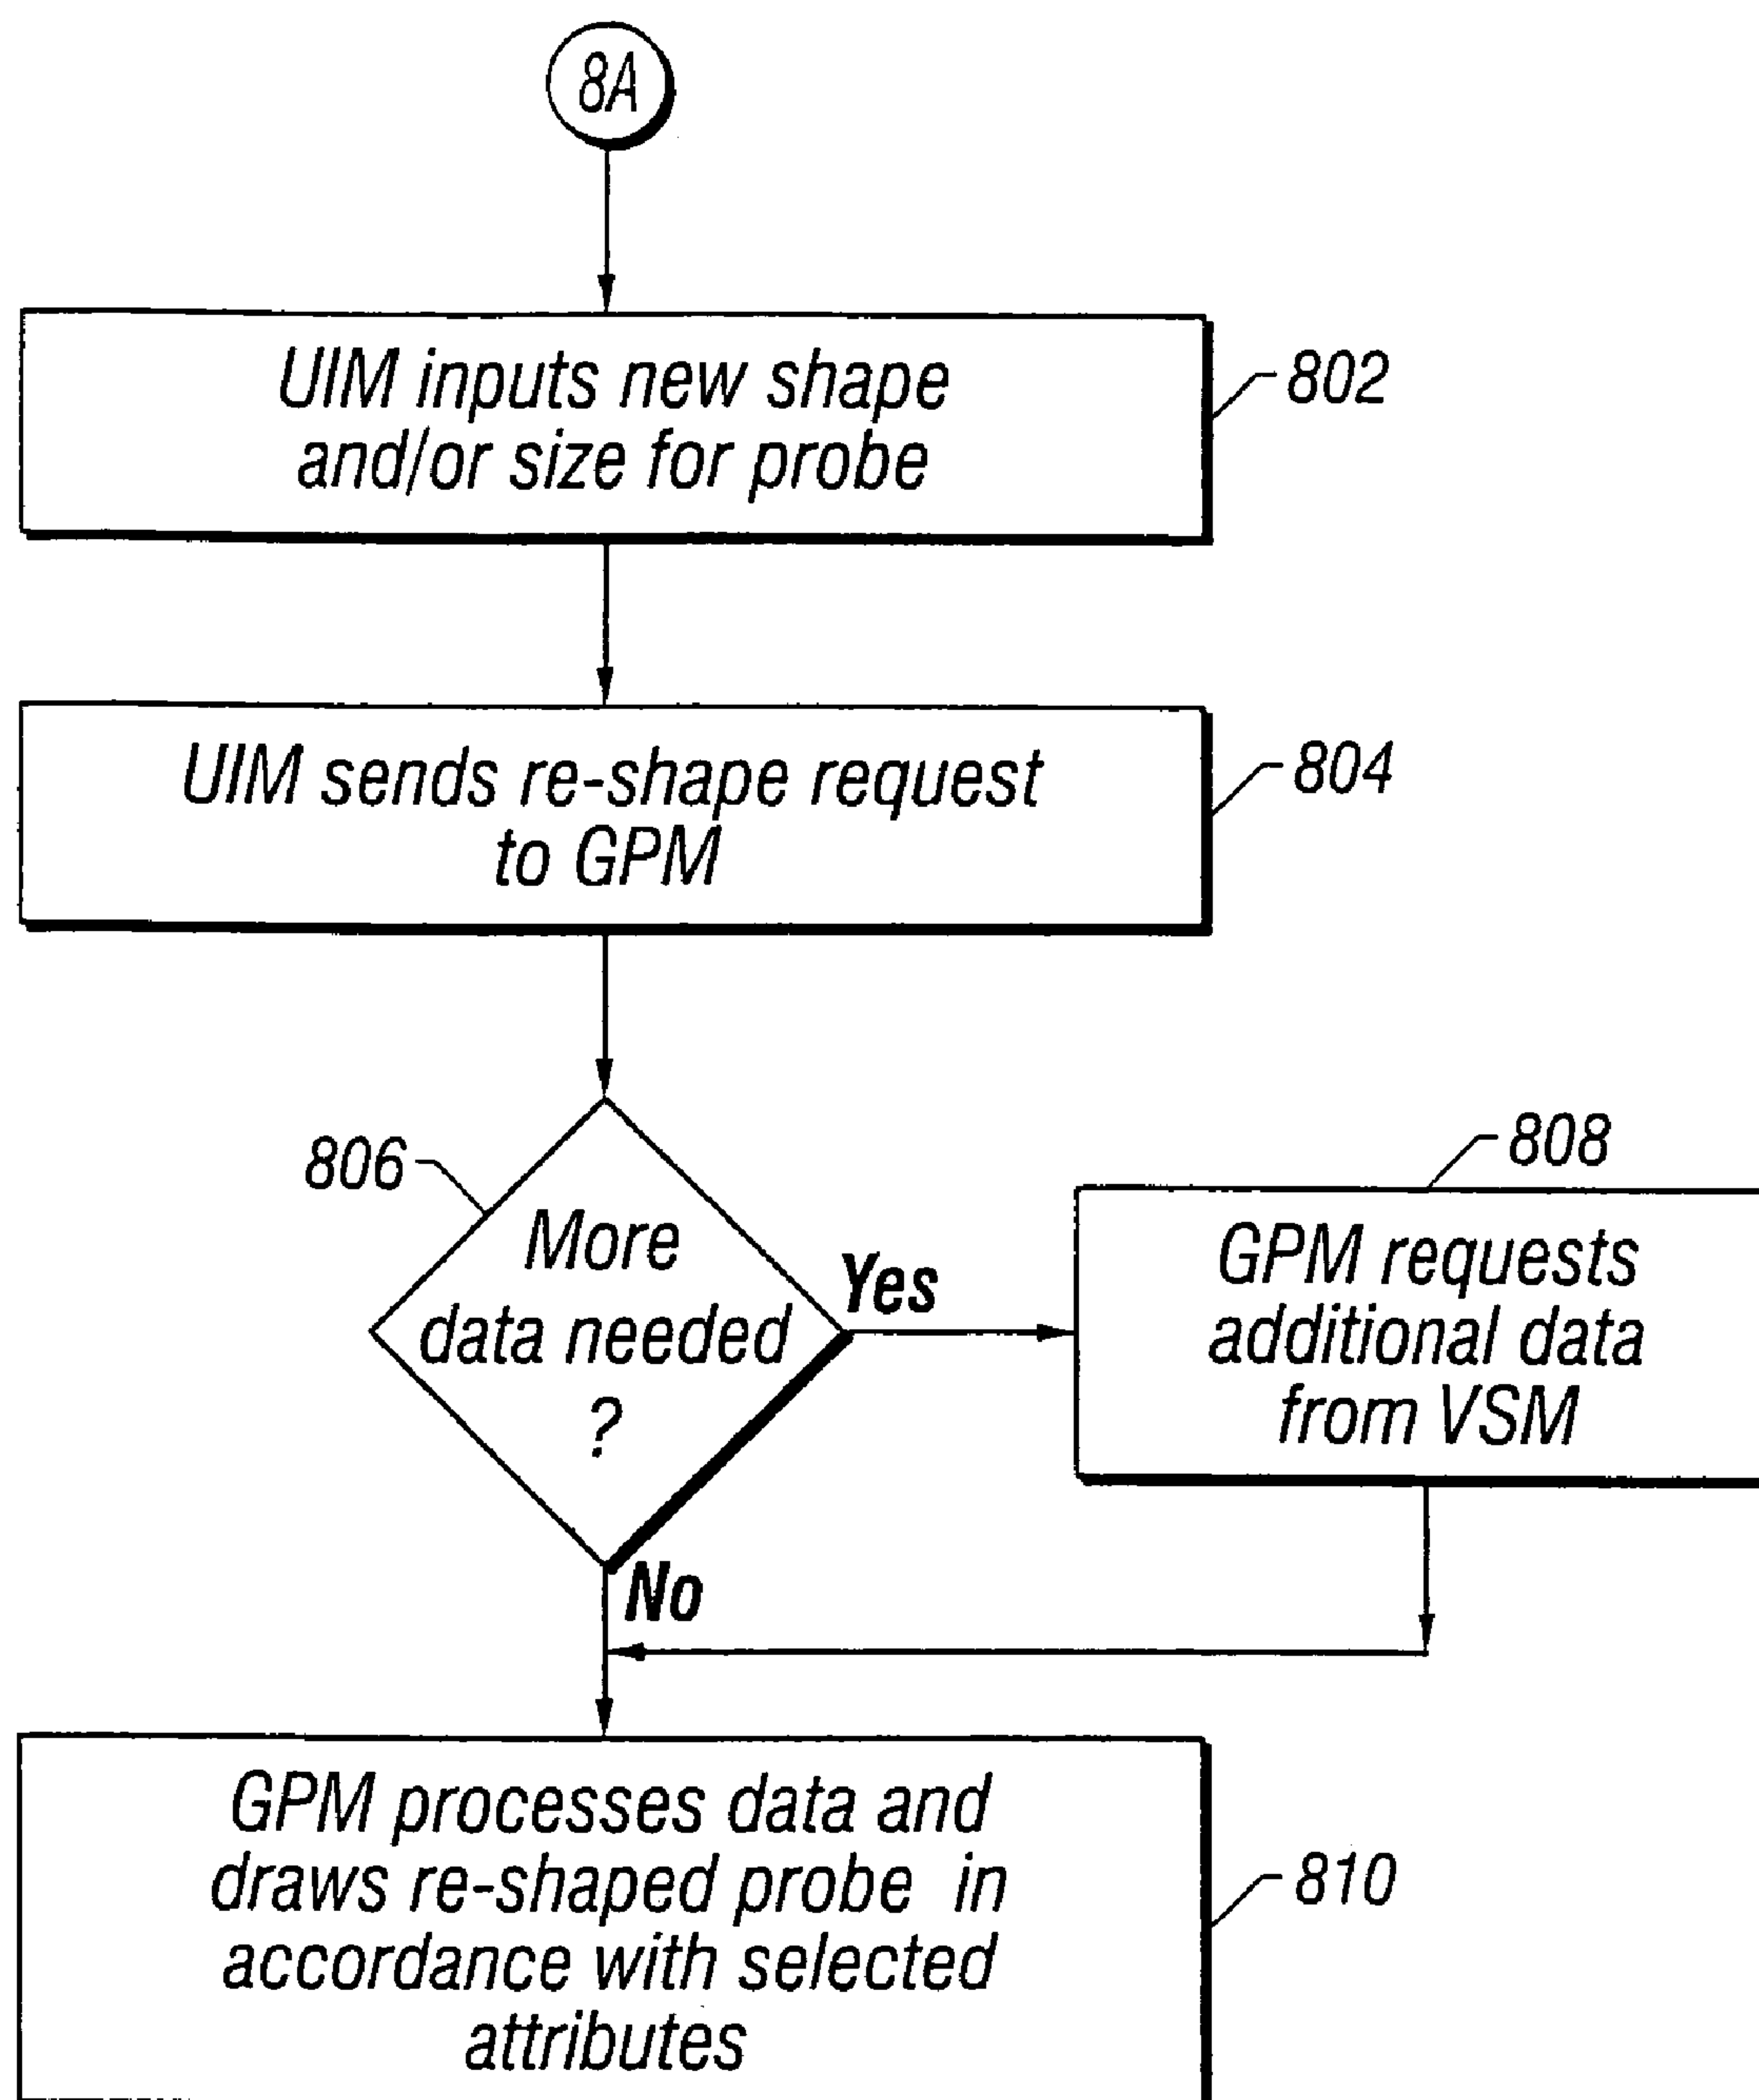 8A
UIM inputs new shape
and/or size for probe
802
UIM sends re-shape request
to GPM
804
806
More
data needed
?
Yes
No
808
GPM requests
additional data
from VSM
GPM processes data and
draws re-shaped probe in
accordance with selected
attributes
810